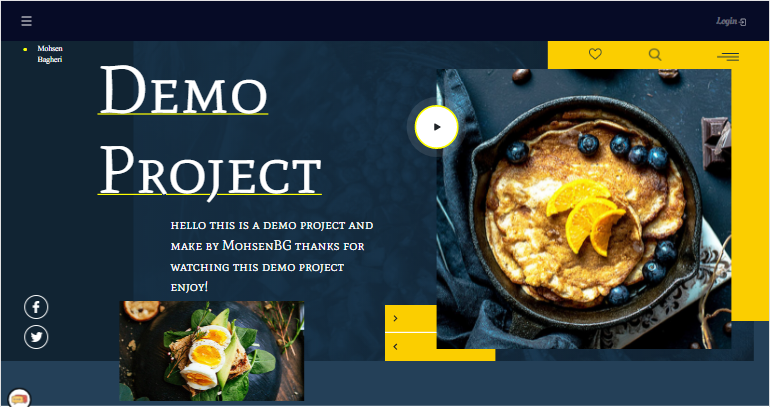 Login
Mohsen
Bagheri
Demo
Project
hello this is a demo project and
make by MohsenBG thanks for
watching this demo project
enjoy!